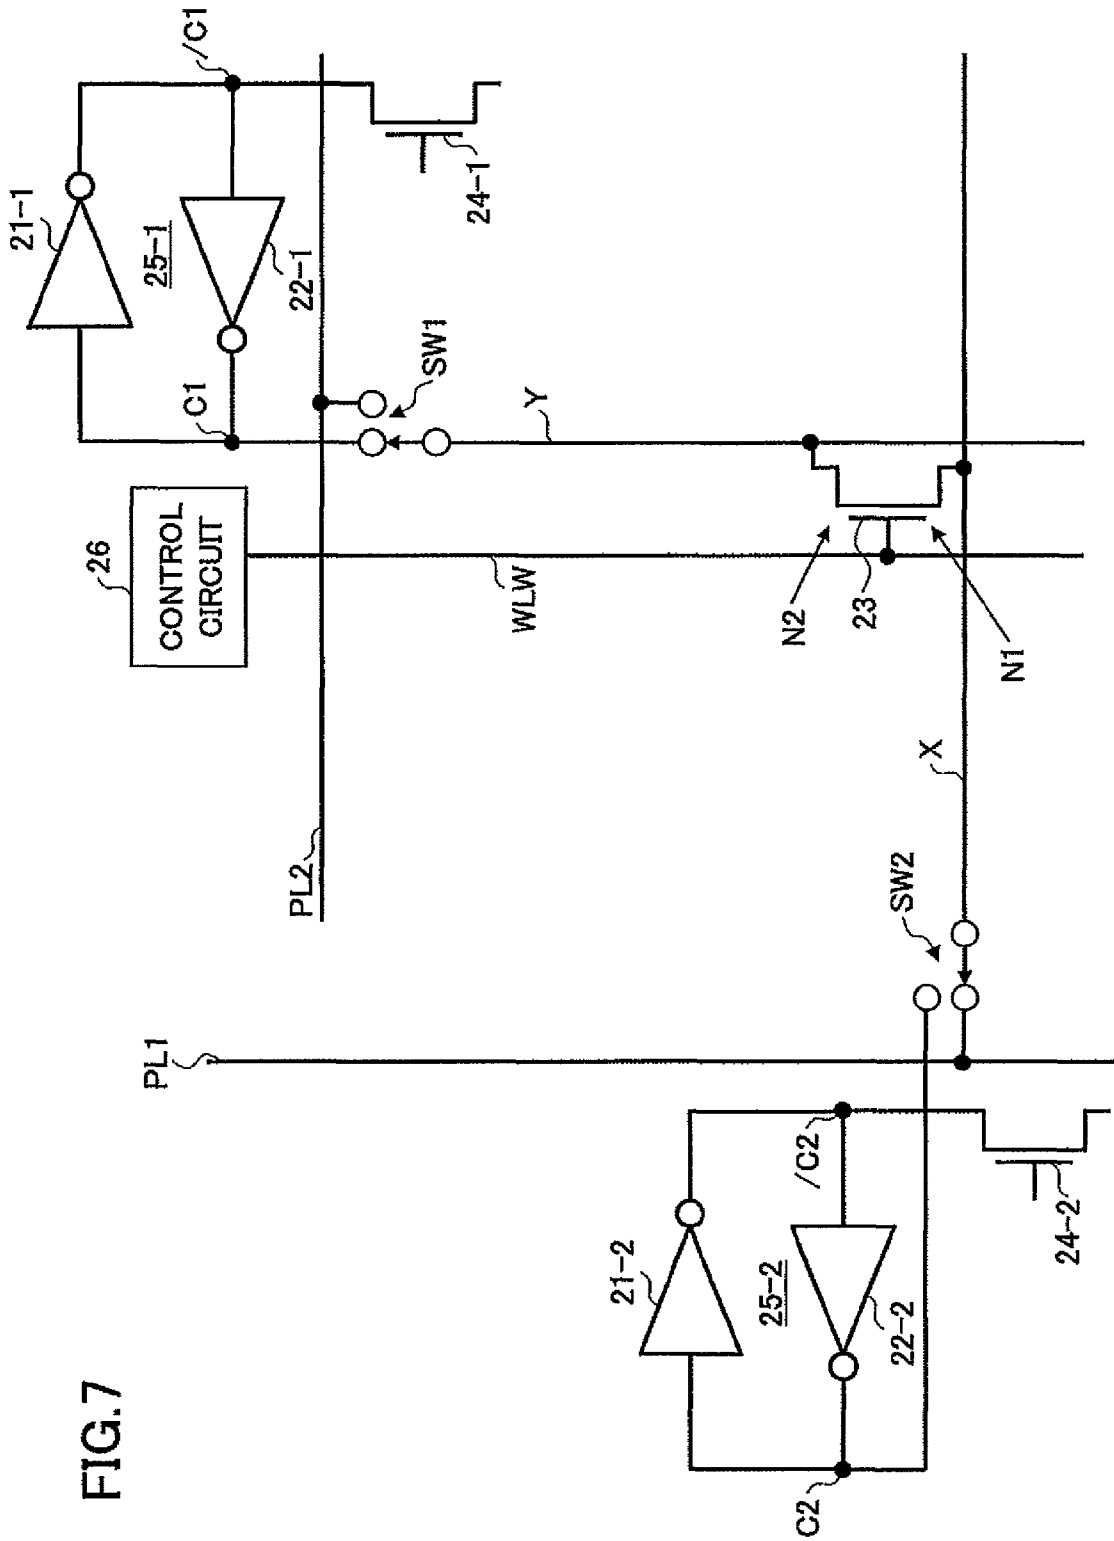 FIG.7
C2
21-2
25-2
22-2
/C2
24-2
PL1
SW2
X
PL2
26
CONTROL
CIRCUIT
WLW
N2
23
N1
C1
21-1
25-1
22-1
/C1
24-1
SW1
Y